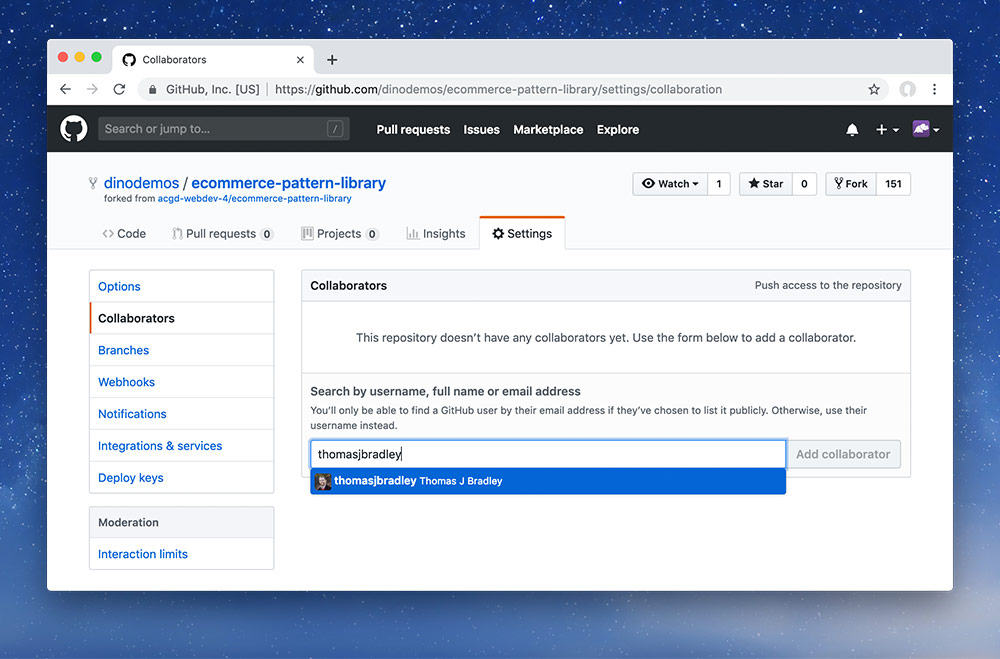 Collaborators
GitHub, Inc. [US] | https://github.com/dinodemos/ecommerce-pattern-library/settings/collaboration
Search or jump to... / Pull requests Issues Marketplace Explore
dinodemos / ecommerce-pattern-library Watch 1 Star 0 Fork 151
forked from acgd-webdev-4/ecommerce-pattern-library
Code Pull requests 0 Projects 0 Insights Settings
Options
Collaborators
Branches
Webhooks
Notifications
Integrations & services
Deploy keys
Moderation
Interaction limits
Collaborators Push access to the repository
This repository doesn’t have any collaborators yet. Use the form below to add a collaborator.
Search by username, full name or email address
You’ll only be able to find a GitHub user by their email address if they’ve chosen to list it publicly. Otherwise, use their
username instead.
thomasjbradley Add collaborator
thomasjbradley Thomas J Bradley